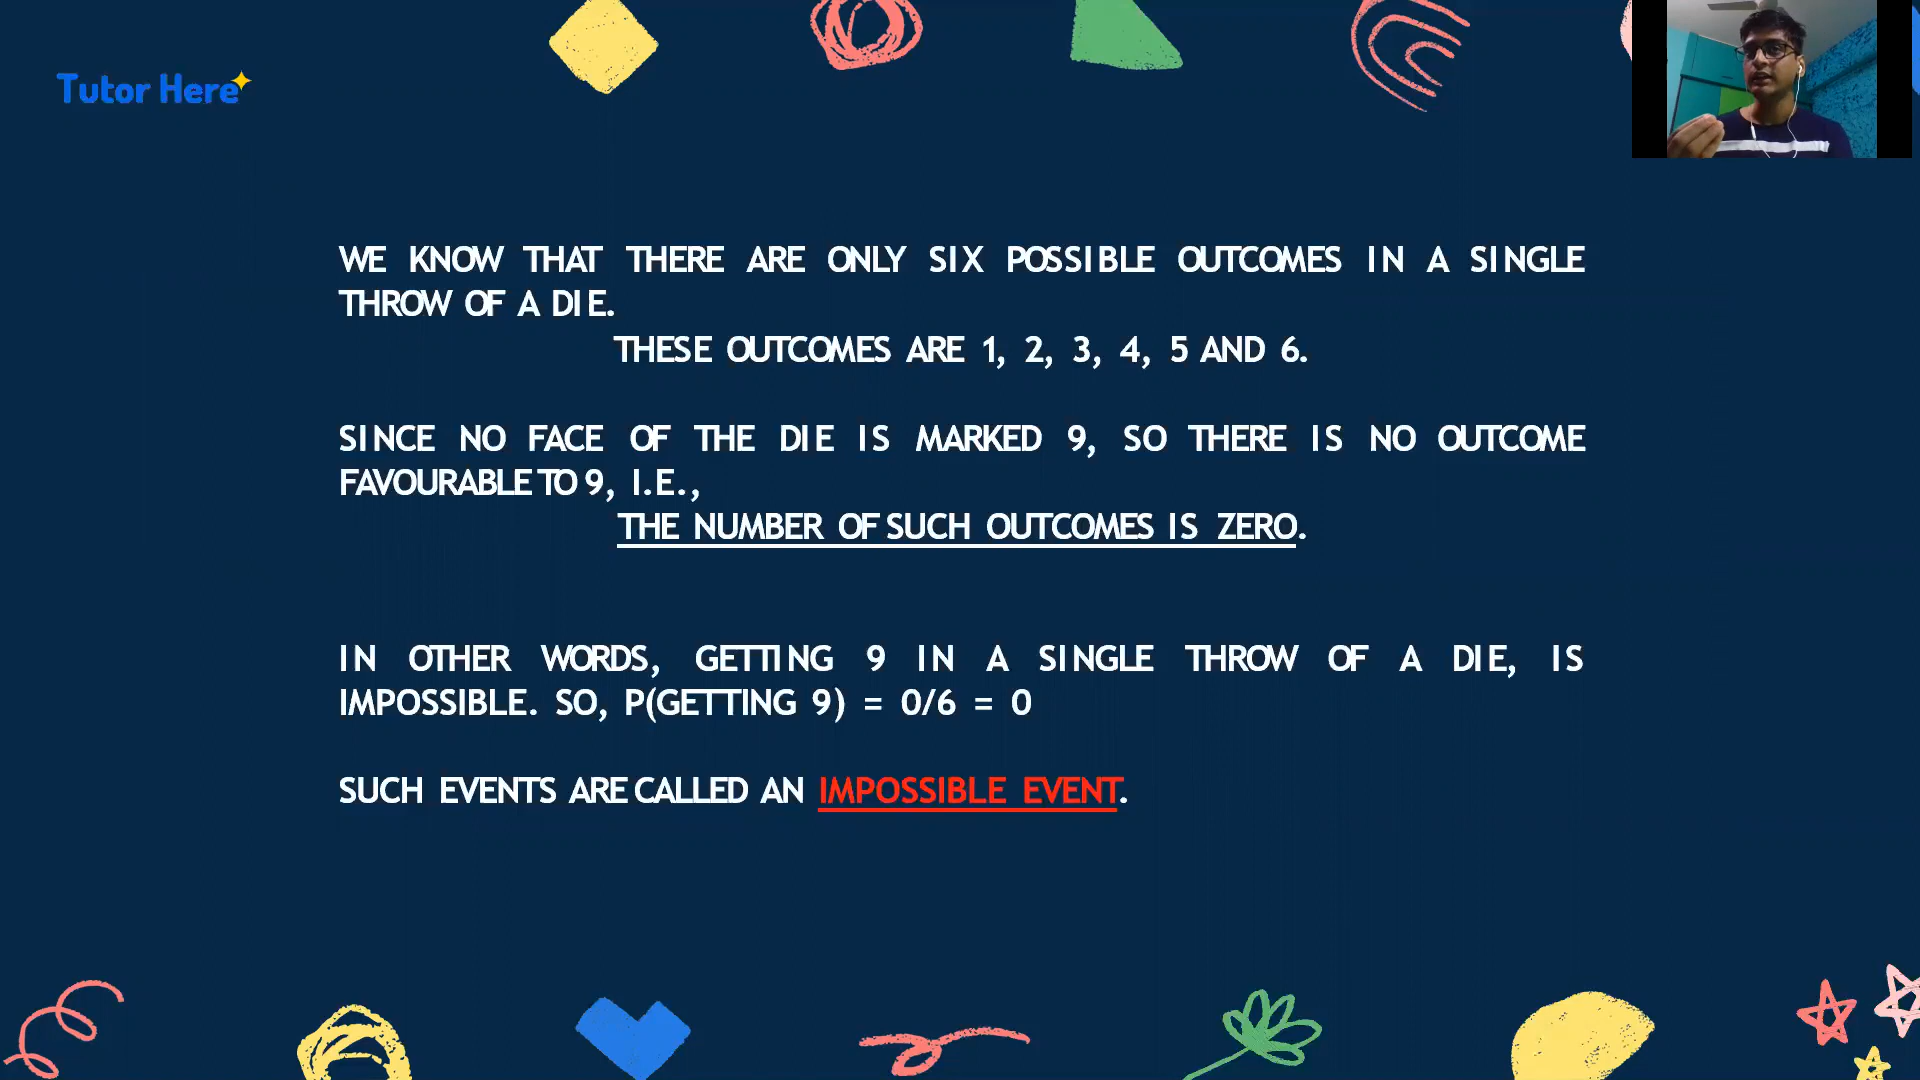 Tutor Here
WE KNOW THAT THERE ARE ONLY SIX POSSIBLE OUTCOMES IN A SINGLE
THROW OF A DIE.
THESE OUTCOMES ARE 1, 2, 3, 4, 5 AND 6.
SINCE NO FACE OF THE DIE IS MARKED 9, SO THERE IS NO OUTCOME
FAVOURABLE TO 9, I.E.,
THE NUMBER OF SUCH OUTCOMES IS ZERO.
IN OTHER WORDS, GETTING 9 IN A SINGLE THROW OF A DIE, IS
IMPOSSIBLE. SO, P(GETTING 9) = 0/6 = 0
SUCH EVENTS ARE CALLED AN IMPOSSIBLE EVENT.